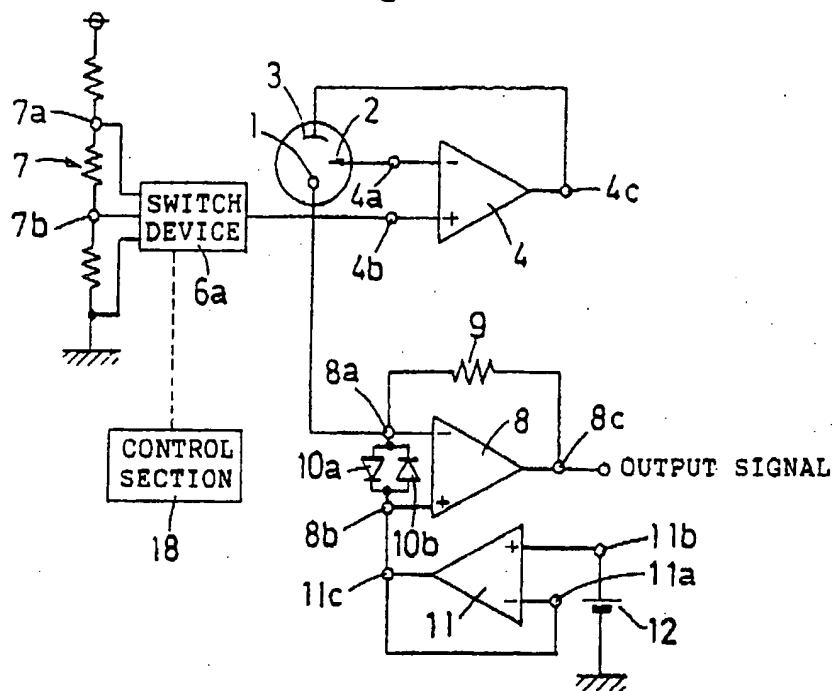 3
2
1
7a
7
7b
SWITCH
DEVICE
6a
4a
4b
-
+
4
4c
9
8a
8
8c
-
+
OUTPUT SIGNAL
CONTROL
SECTION
18
10a
8b
10b
11c
+
-
11
11b
11a
12